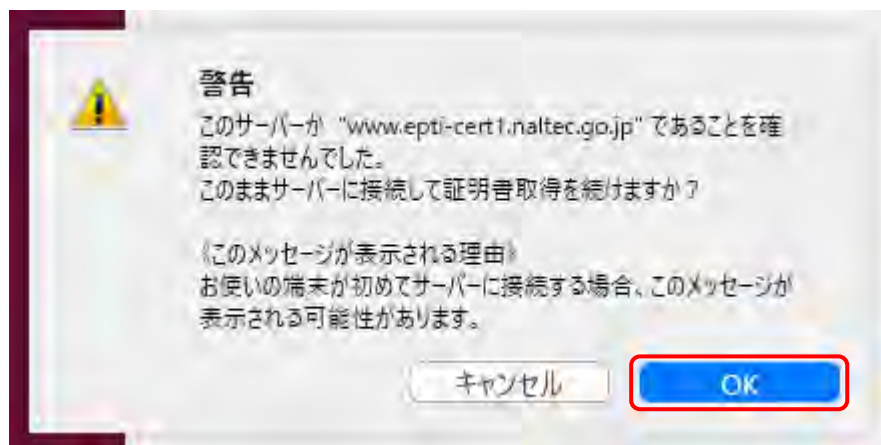 警告
このサーバーが "www.epti-cert1.naltec.go.jp" であることを確
認できませんでした。
このままサーバーに接続して証明書取得を続けますか？
《このメッセージが表示される理由》
お使いの端末が初めてサーバーに接続する場合、このメッセージが
表示される可能性があります。
キャンセル
OK